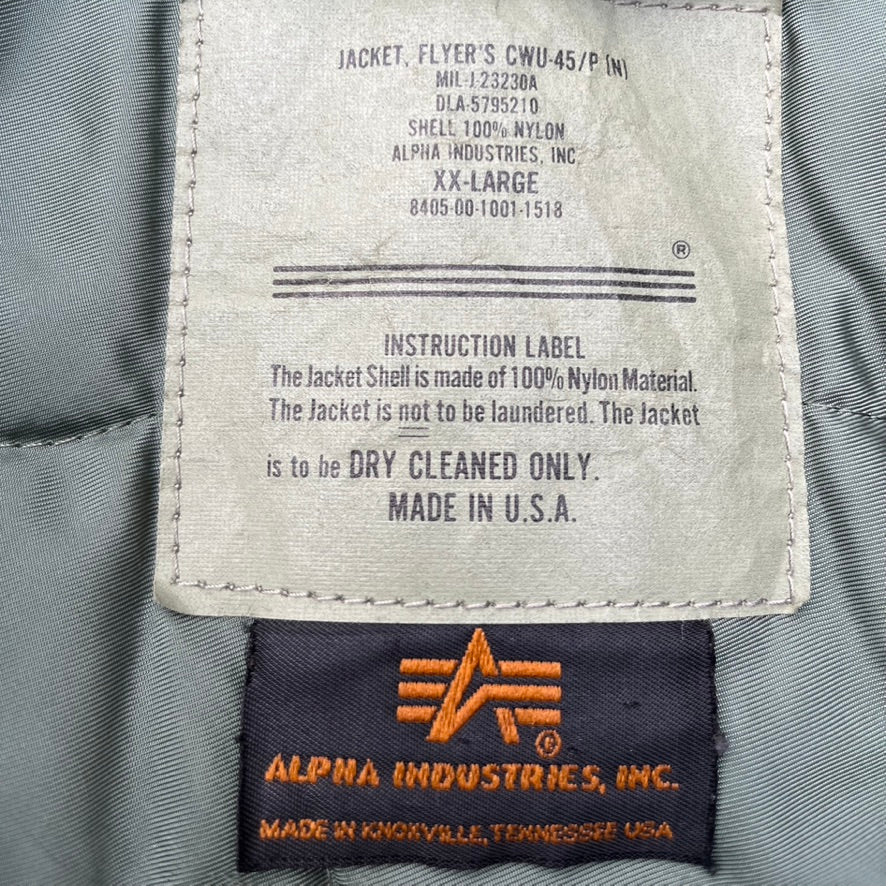 JACKET, FLYER'S CWU-45/P (N)
MIL-J-23230A
DLA-5795210
SHELL 100% NYLON
ALPHA INDUSTRIES, INC.
XX-LARGE
8405-00-1001-1518
®
INSTRUCTION LABEL
The Jacket Shell is made of 100% Nylon Material.
The Jacket is not to be laundered. The Jacket
is to be DRY CLEANED ONLY.
MADE IN U.S.A.
®
ALPHA INDUSTRIES, INC.
MADE IN KNOXVILLE, TENNESSEE USA